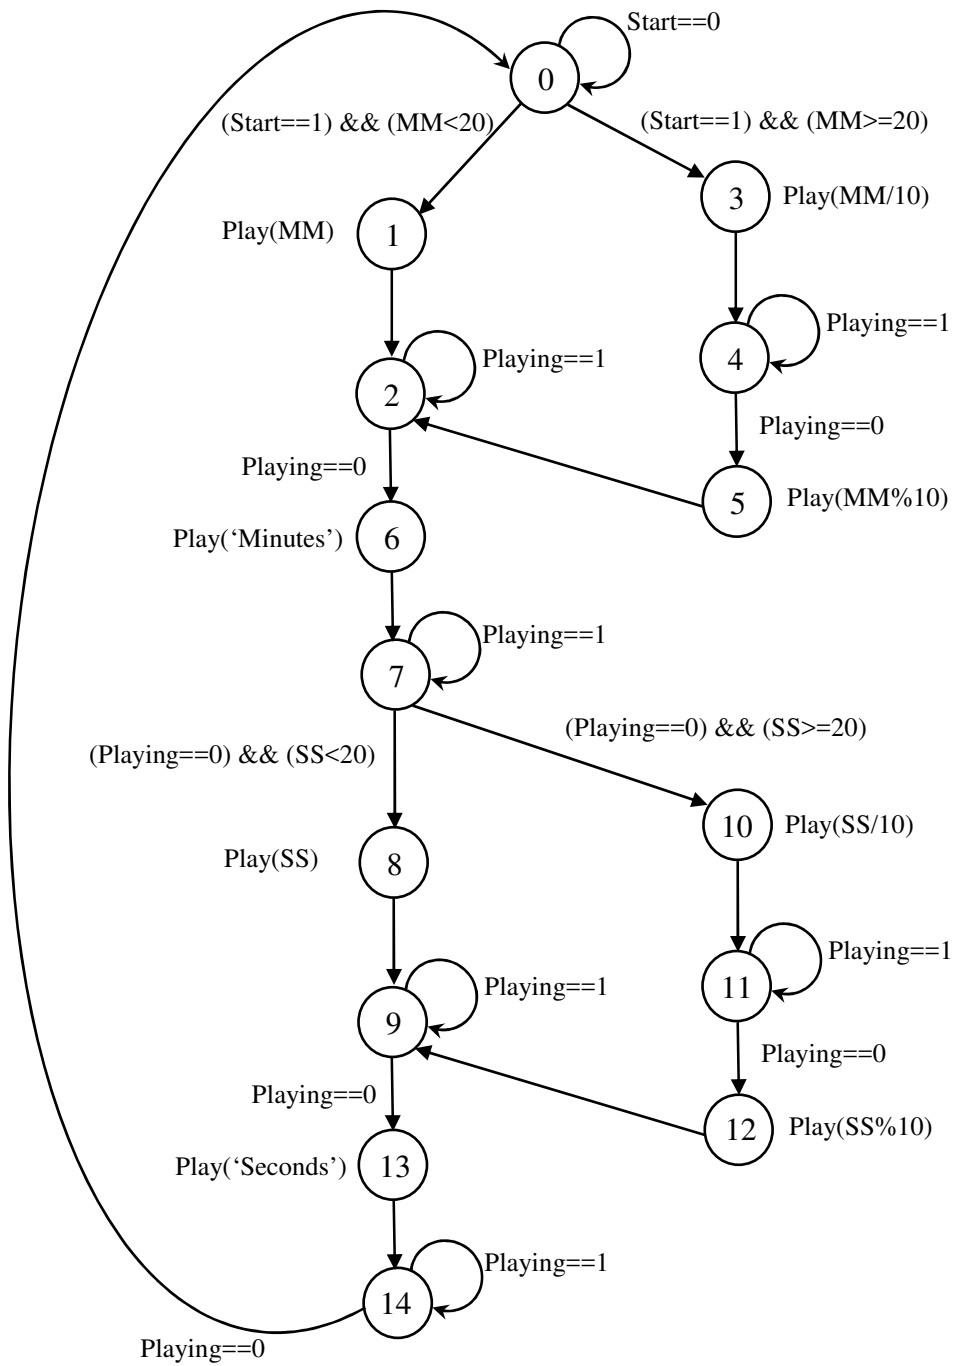 Start==0
0
(Start==1) && (MM<20)
(Start==1) && (MM>=20)
3
Play(MM/10)
Play(MM)
1
Playing==1
4
Playing==1
2
Playing==0
Playing==0
5
Play(MM%10)
Play(‘Minutes’)
6
Playing==1
7
(Playing==0) && (SS>=20)
(Playing==0) && (SS<20)
10
Play(SS/10)
Play(SS)
8
Playing==1
11
Playing==1
9
Playing==0
Playing==0
12
Play(SS%10)
Play(‘Seconds’)
13
Playing==1
14
Playing==0